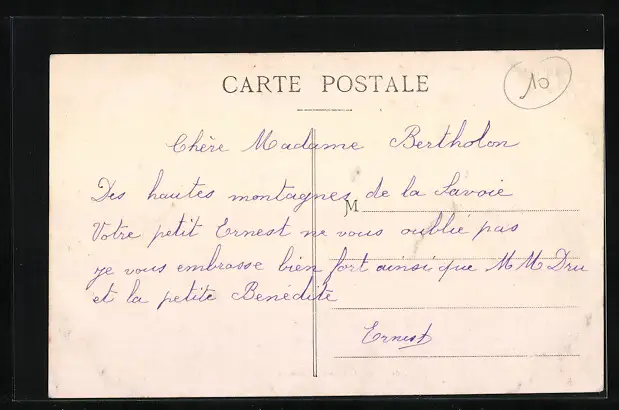 CARTE POSTALE
10
Chère Madame Bertholon
Des hautes montagnes de la Savoie
M
Votre petit Ernest ne vous oublie pas
je vous embrasse bien fort ainsi que MM Dru
et la petite Benédite
Ernest